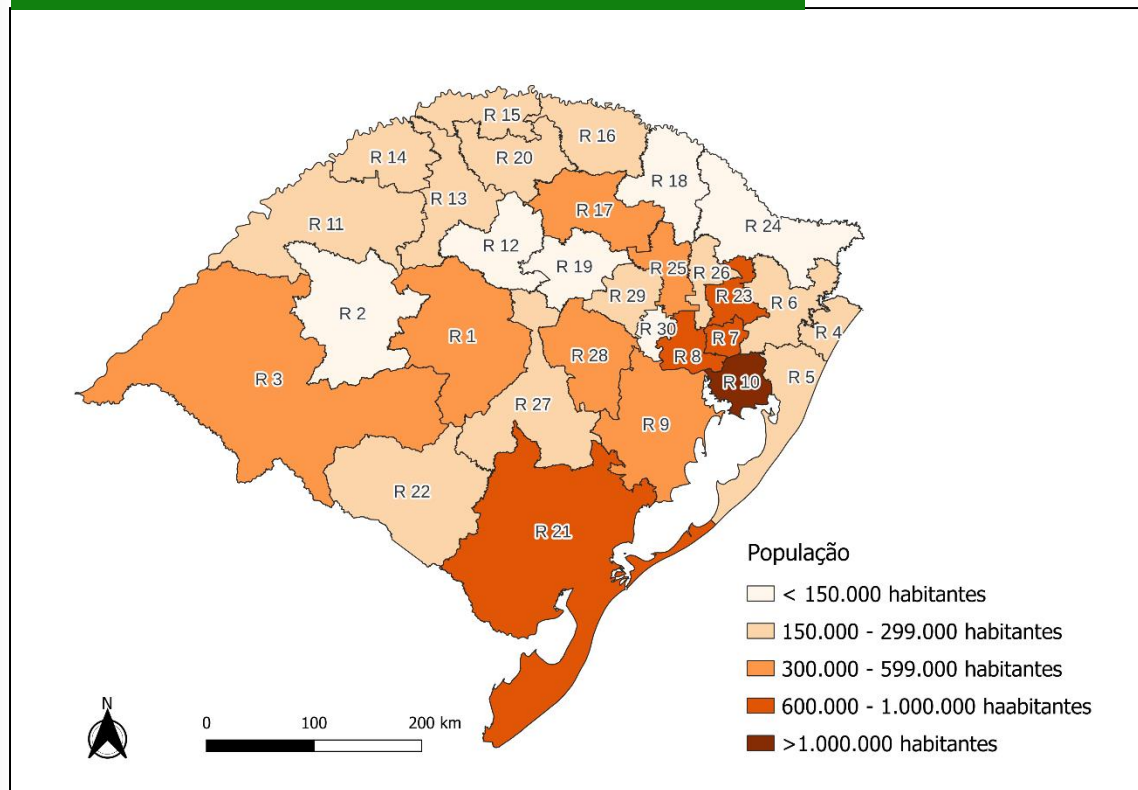 R 15
R 16
R 14
R 20
R 18
R 13
R 17
R 11
R 24
R 12
R 19
R 25
R 26
R 29
R 23
R 6
R 2
R 30
R 4
R 1
R 7
R 28
R 8
R 3
R 10
R 5
R 27
R 9
R 22
R 21
População
< 150.000 habitantes
150.000 - 299.000 habitantes
300.000 - 599.000 habitantes
600.000 - 1.000.000 haabitantes
>1.000.000 habitantes
N
0 100 200 km